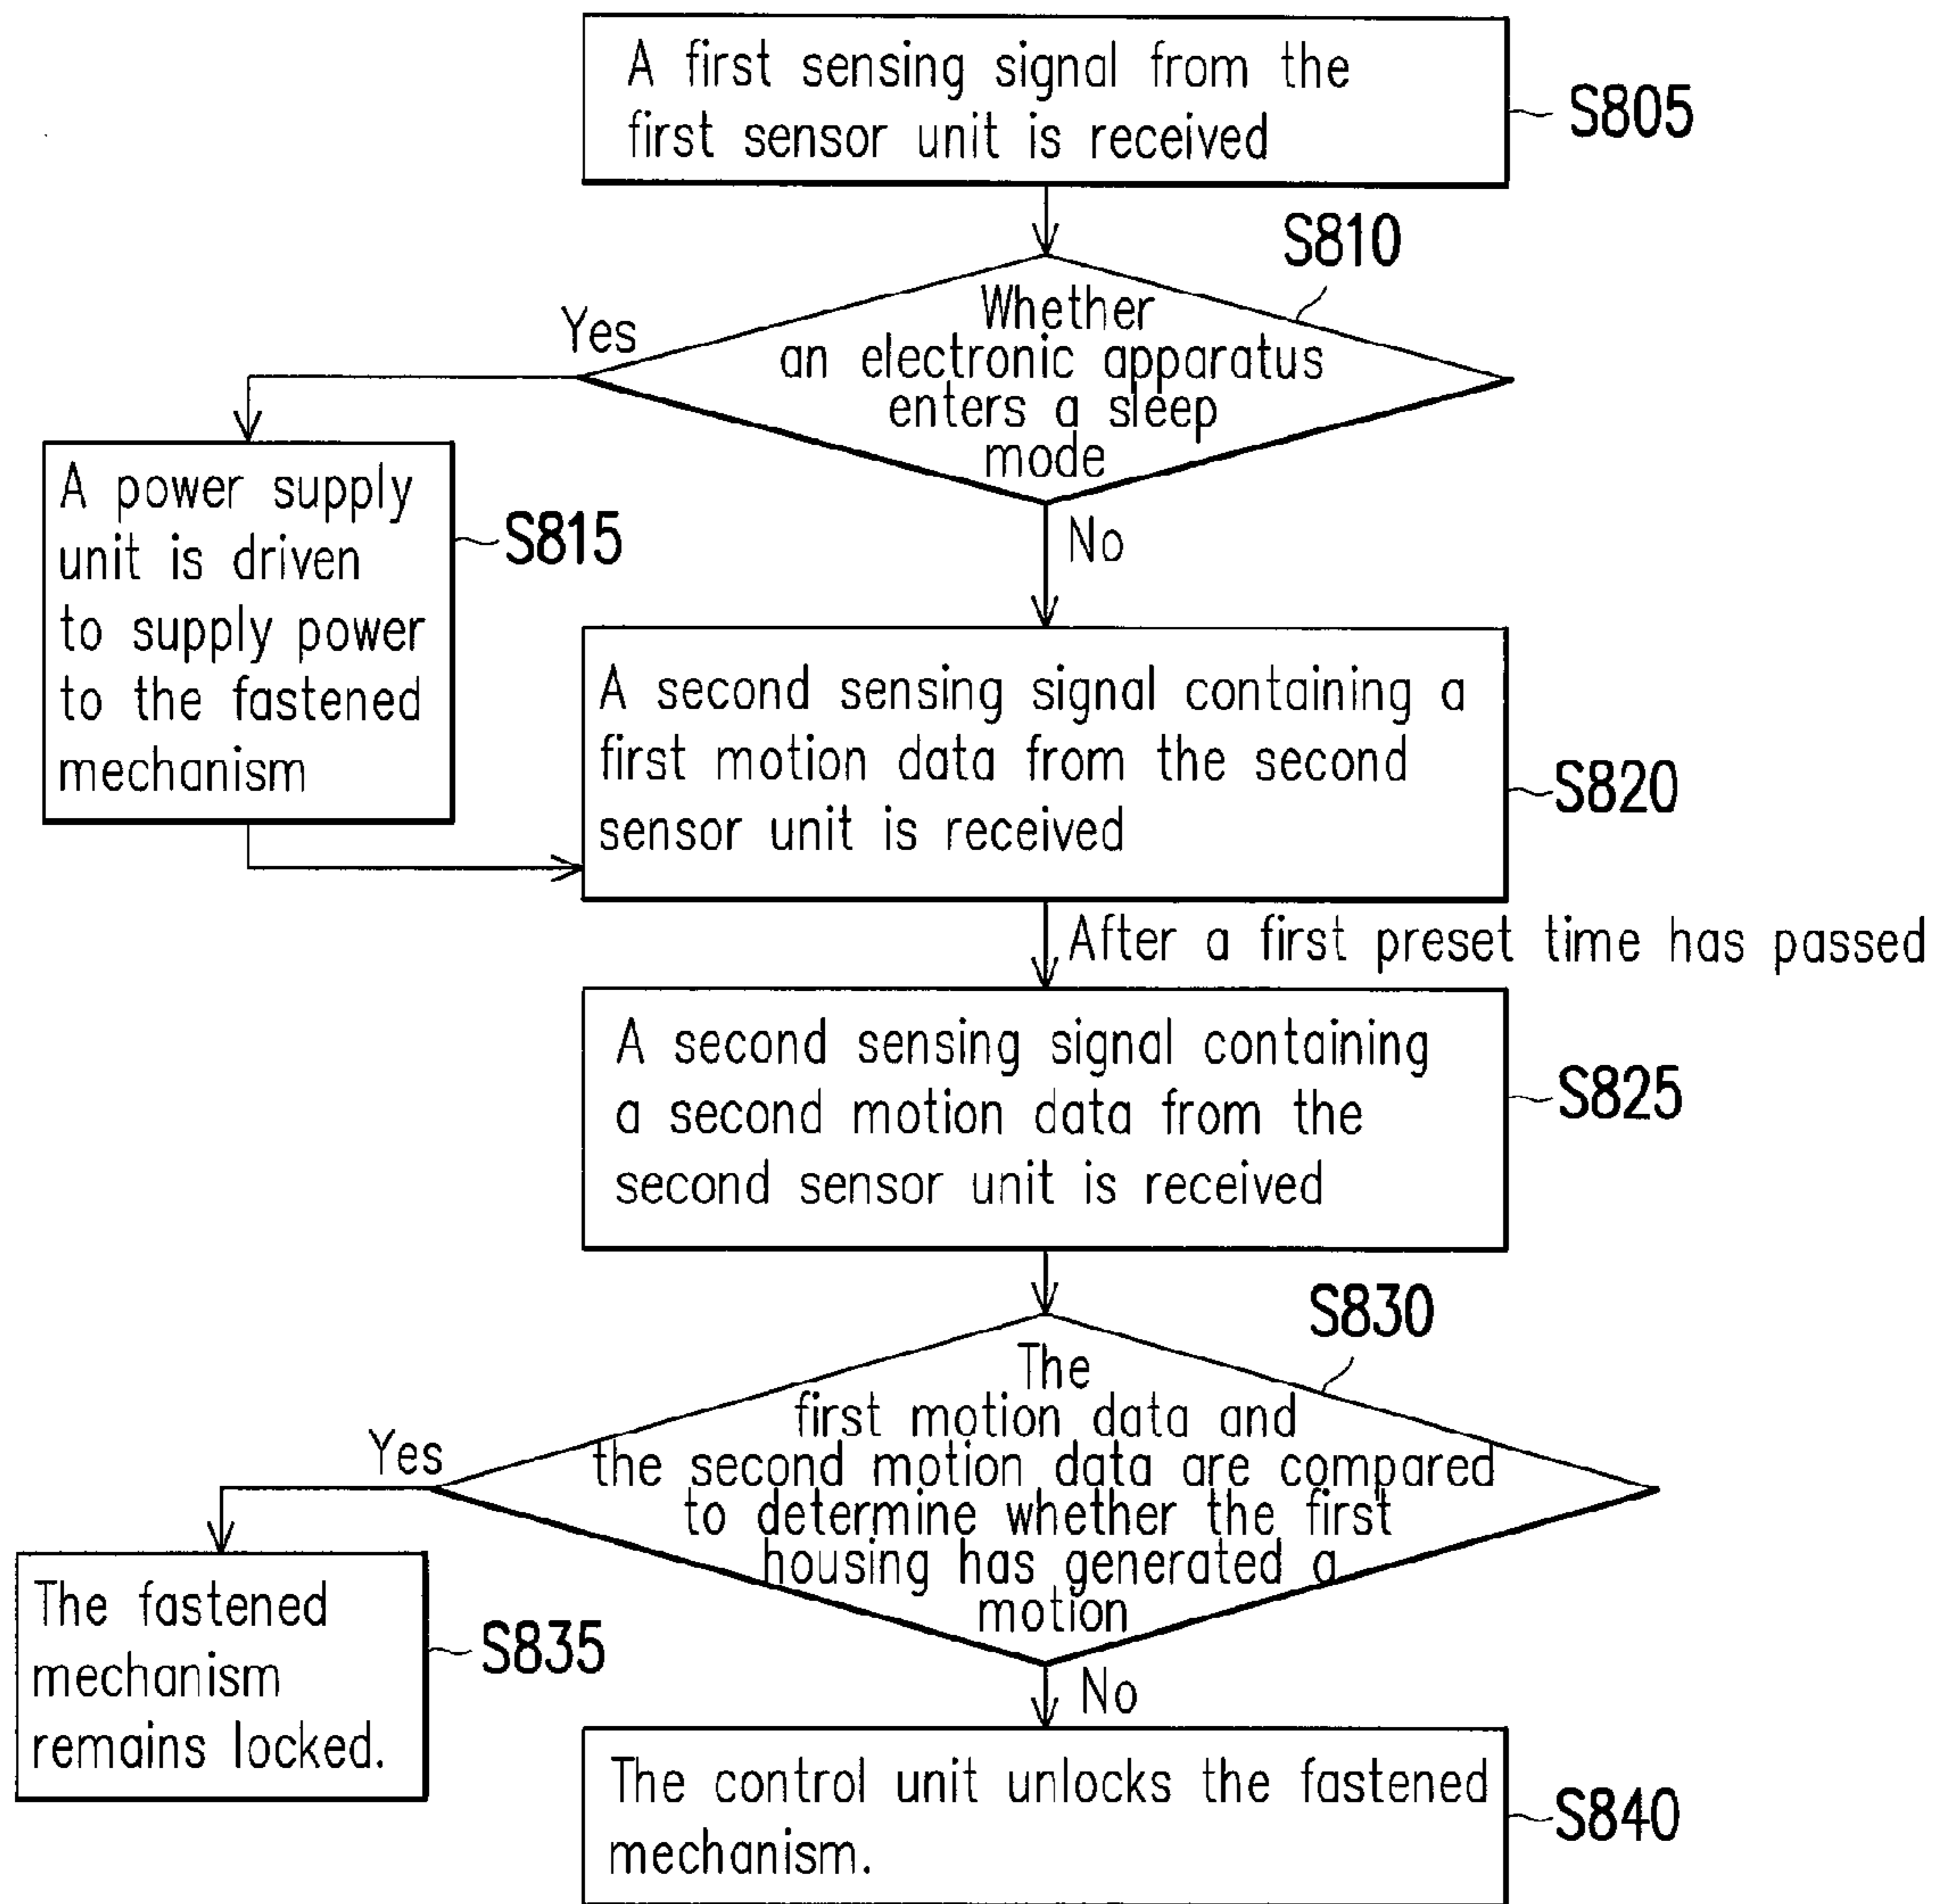 A first sensing signal from the
first sensor unit is received
S805
S810
Whether
an electronic apparatus
enters a sleep
mode
Yes
No
A power supply
unit is driven
to supply power
to the fastened
mechanism
S815
A second sensing signal containing a
first motion data from the second
sensor unit is received
S820
After a first preset time has passed
A second sensing signal containing
a second motion data from the
second sensor unit is received
S825
S830
The
first motion data and
the second motion data are compared
to determine whether the first
housing has generated a
motion
Yes
No
The fastened
mechanism
remains locked.
S835
The control unit unlocks the fastened
mechanism.
S840